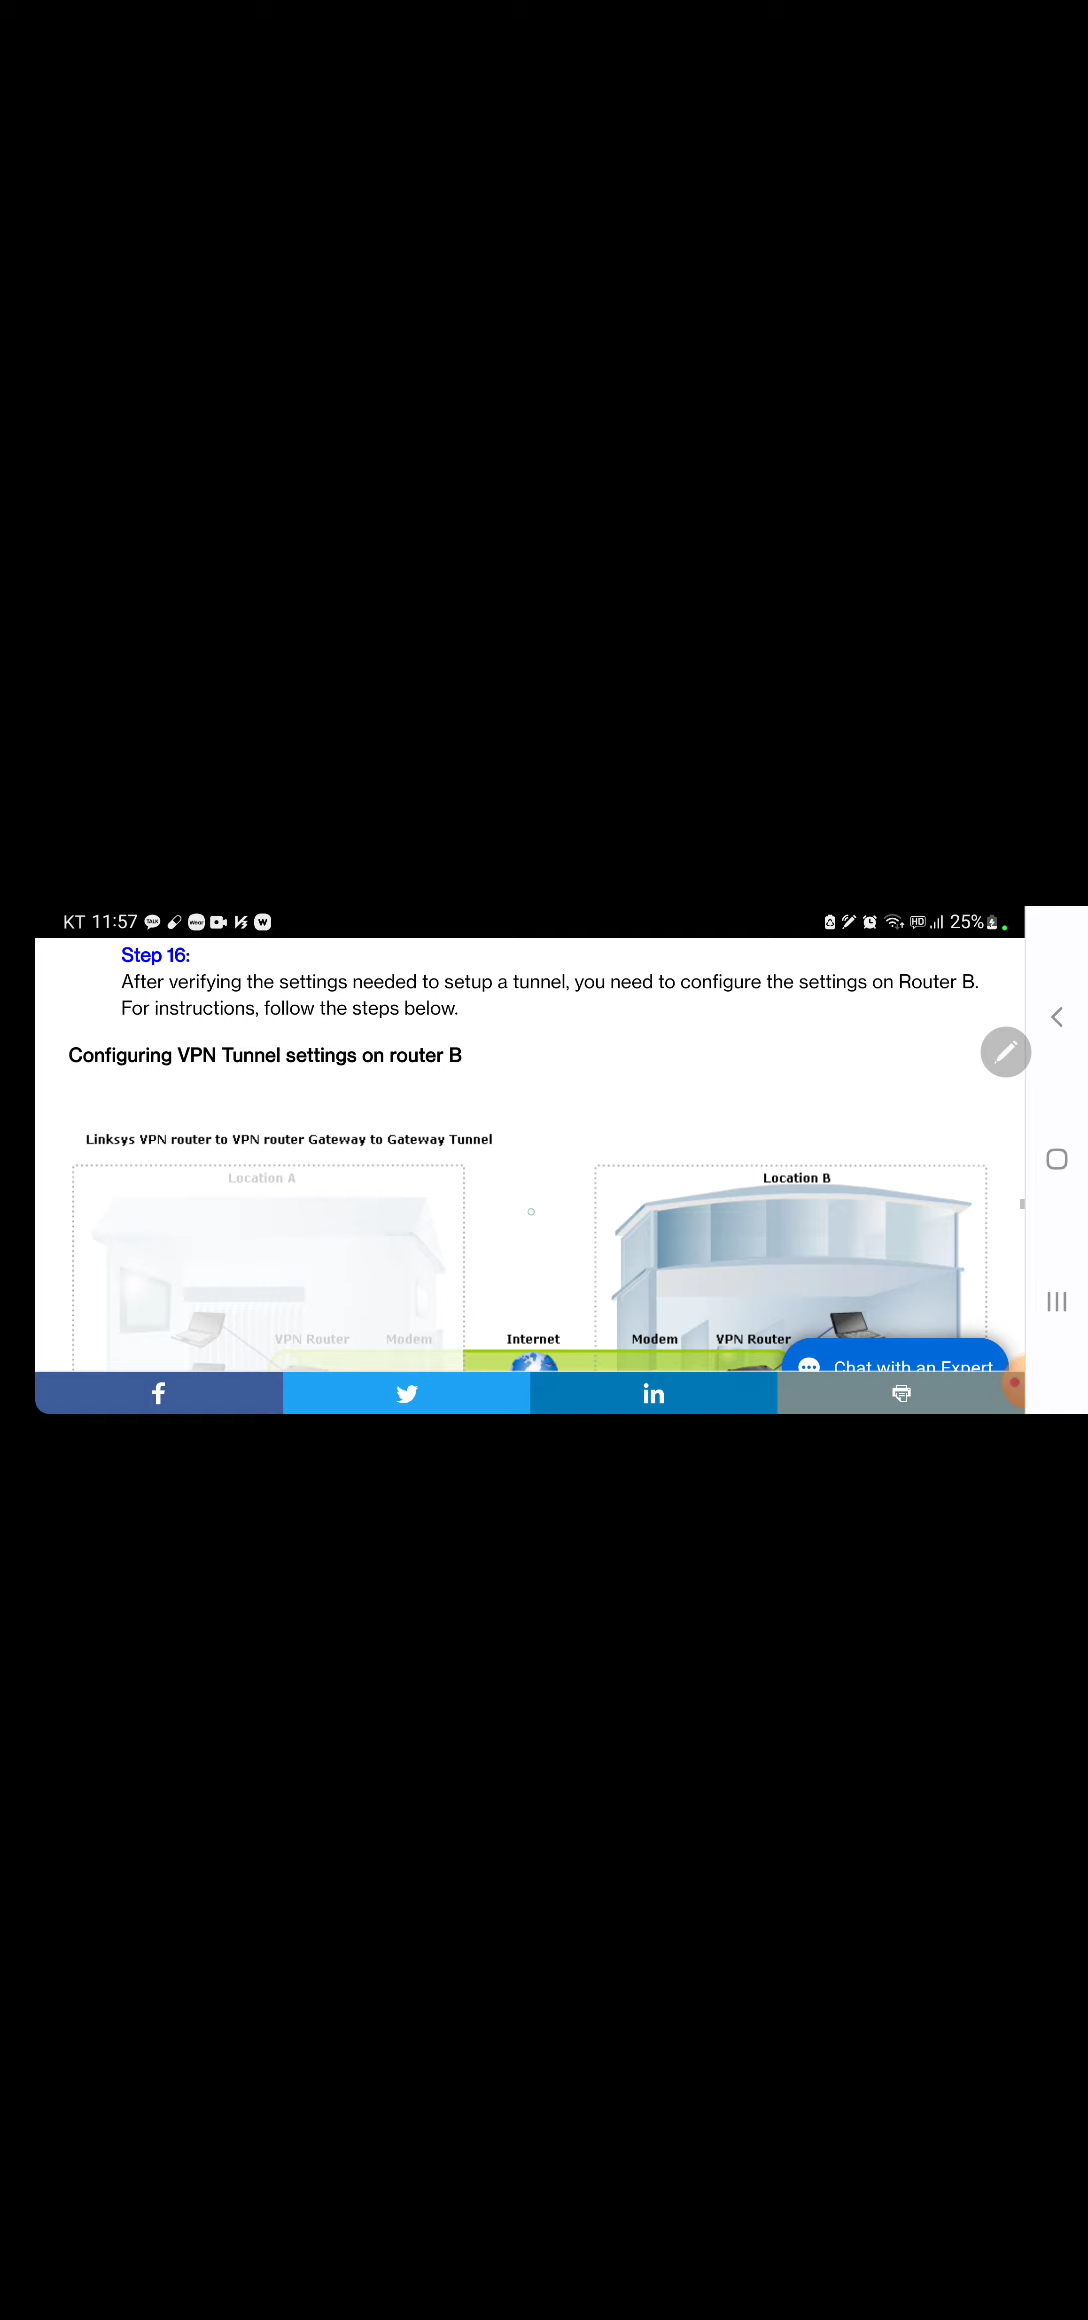 KT 11:57 25%
Step 16:
After verifying the settings needed to setup a tunnel, you need to configure the settings on Router B.
For instructions, follow the steps below.
Configuring VPN Tunnel settings on router B
Linksys VPN router to VPN router Gateway to Gateway Tunnel
Location A Location B
VPN Router Modem Internet Modem VPN Router
Chat with an Expert